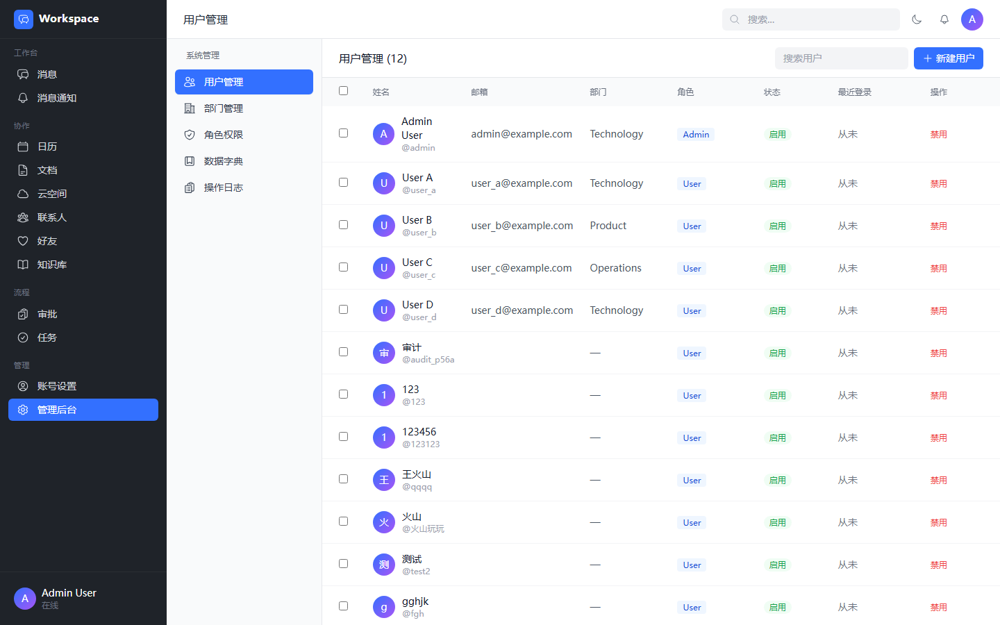 Workspace
工作台
消息
消息通知
协作
日历
文档
云空间
联系人
好友
知识库
流程
审批
任务
管理
账号设置
管理后台
A
Admin User
在线
用户管理
搜索...
A
系统管理
用户管理
部门管理
角色权限
数据字典
操作日志
用户管理 (12)
搜索用户
新建用户
姓名 邮箱 部门 角色 状态 最近登录 操作
A Admin User @admin admin@example.com Technology Admin 启用 从未 禁用
U User A @user_a user_a@example.com Technology User 启用 从未 禁用
U User B @user_b user_b@example.com Product User 启用 从未 禁用
U User C @user_c user_c@example.com Operations User 启用 从未 禁用
U User D @user_d user_d@example.com Technology User 启用 从未 禁用
审 审计 @audit_p56a — User 启用 从未 禁用
1 123 @123 — User 启用 从未 禁用
1 123456 @123123 — User 启用 从未 禁用
王 王火山 @qqqq — User 启用 从未 禁用
火 火山 @火山玩玩 — User 启用 从未 禁用
测 测试 @test2 — User 启用 从未 禁用
g gghjk @fgh — User 启用 从未 禁用